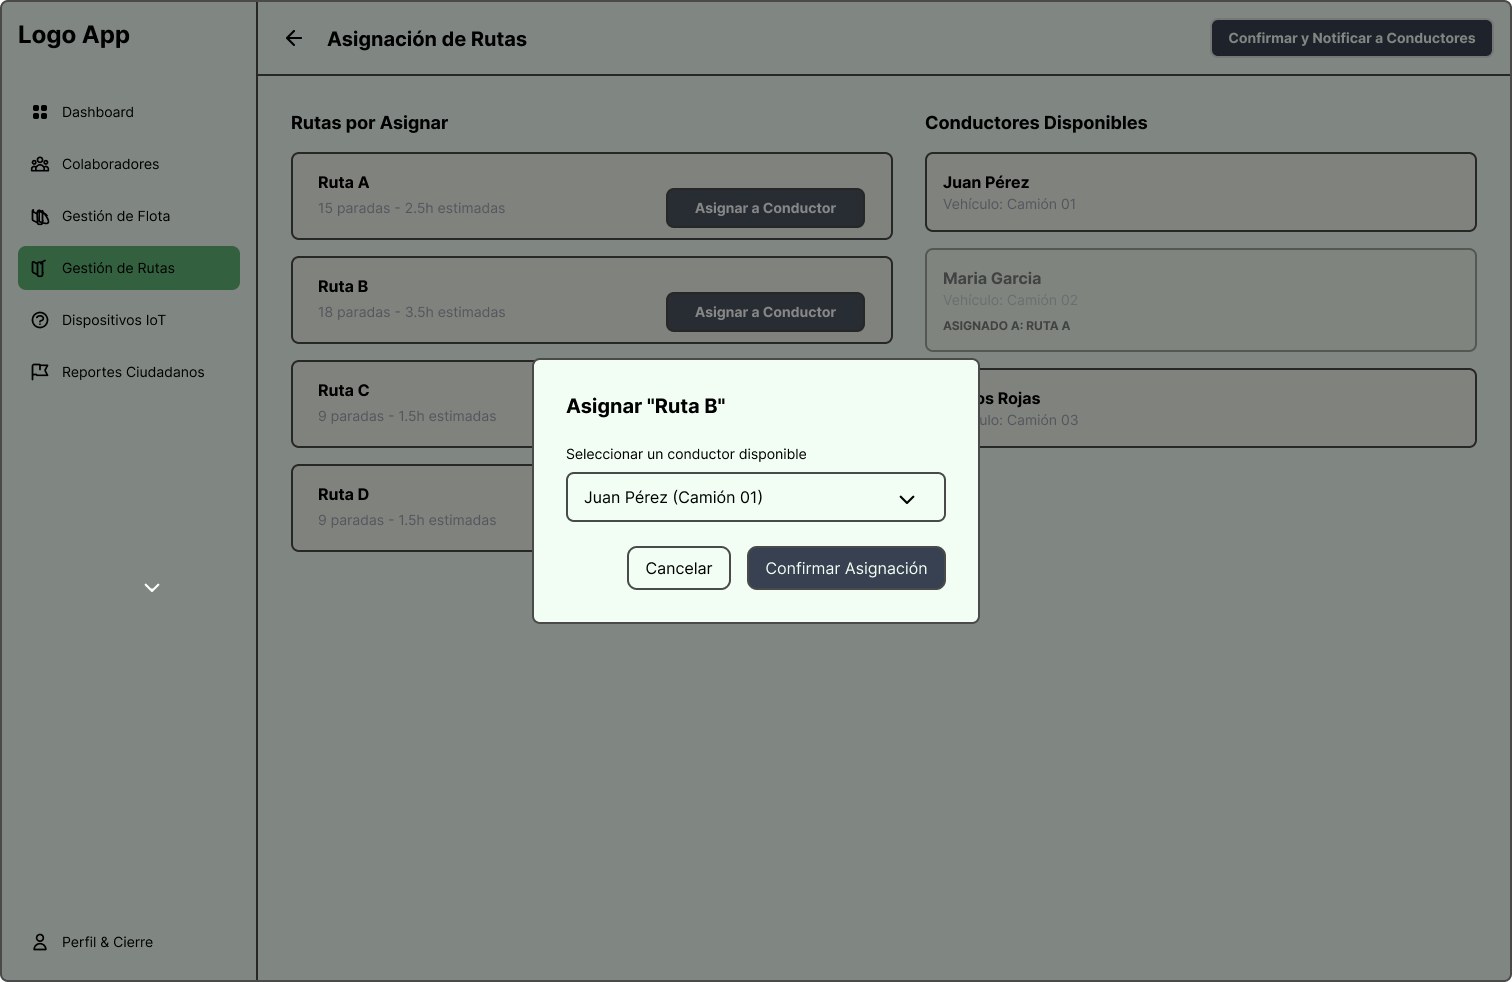 Logo App
Dashboard
Colaboradores
Gestión de Flota
Gestión de Rutas
Dispositivos IoT
Reportes Ciudadanos
Perfil & Cierre
Asignación de Rutas
Confirmar y Notificar a Conductores
Rutas por Asignar
Ruta A
15 paradas - 2.5h estimadas
Asignar a Conductor
Ruta B
18 paradas - 3.5h estimadas
Asignar a Conductor
Ruta C
9 paradas - 1.5h estimadas
Ruta D
9 paradas - 1.5h estimadas
Conductores Disponibles
Juan Pérez
Vehículo: Camión 01
Maria Garcia
Vehículo: Camión 02
ASIGNADO A: RUTA A
os Rojas
ulo: Camión 03
Asignar "Ruta B"
Seleccionar un conductor disponible
Juan Pérez (Camión 01)
Cancelar
Confirmar Asignación